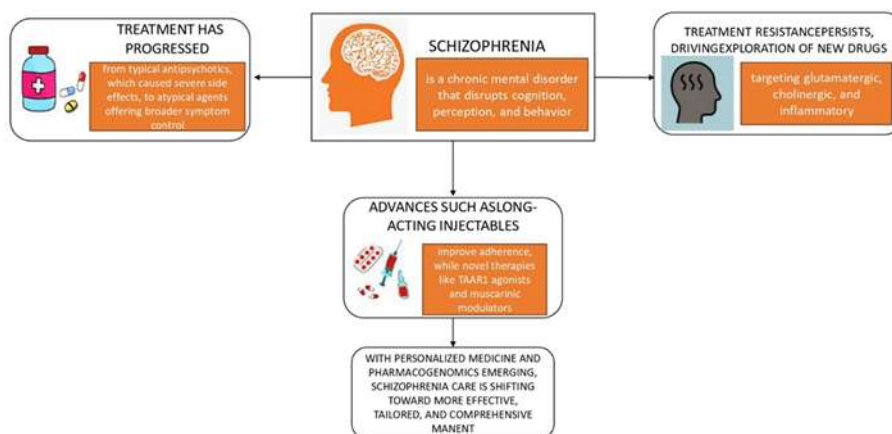 TREATMENT HAS
PROGRESSED
from typical antipsychotics,
which caused severe side
effects, to atypical agents
offering broader symptom
control
SCHIZOPHRENIA
is a chronic mental disorder
that disrupts cognition,
perception, and behavior
TREATMENT RESISTANCEPERSISTS,
DRIVINGEXPLORATION OF NEW DRUGS
targeting glutamatergic,
cholinergic, and
inflammatory
ADVANCES SUCH ASLONG-
ACTING INJECTABLES
improve adherence,
while novel therapies
like TAAR1 agonists
and muscarinic
modulators
WITH PERSONALIZED MEDICINE AND
PHARMACOGENOMICS EMERGING,
SCHIZOPHRENIA CARE IS SHIFTING
TOWARD MORE EFFECTIVE,
TAILORED, AND COMPREHENSIVE
MANENT